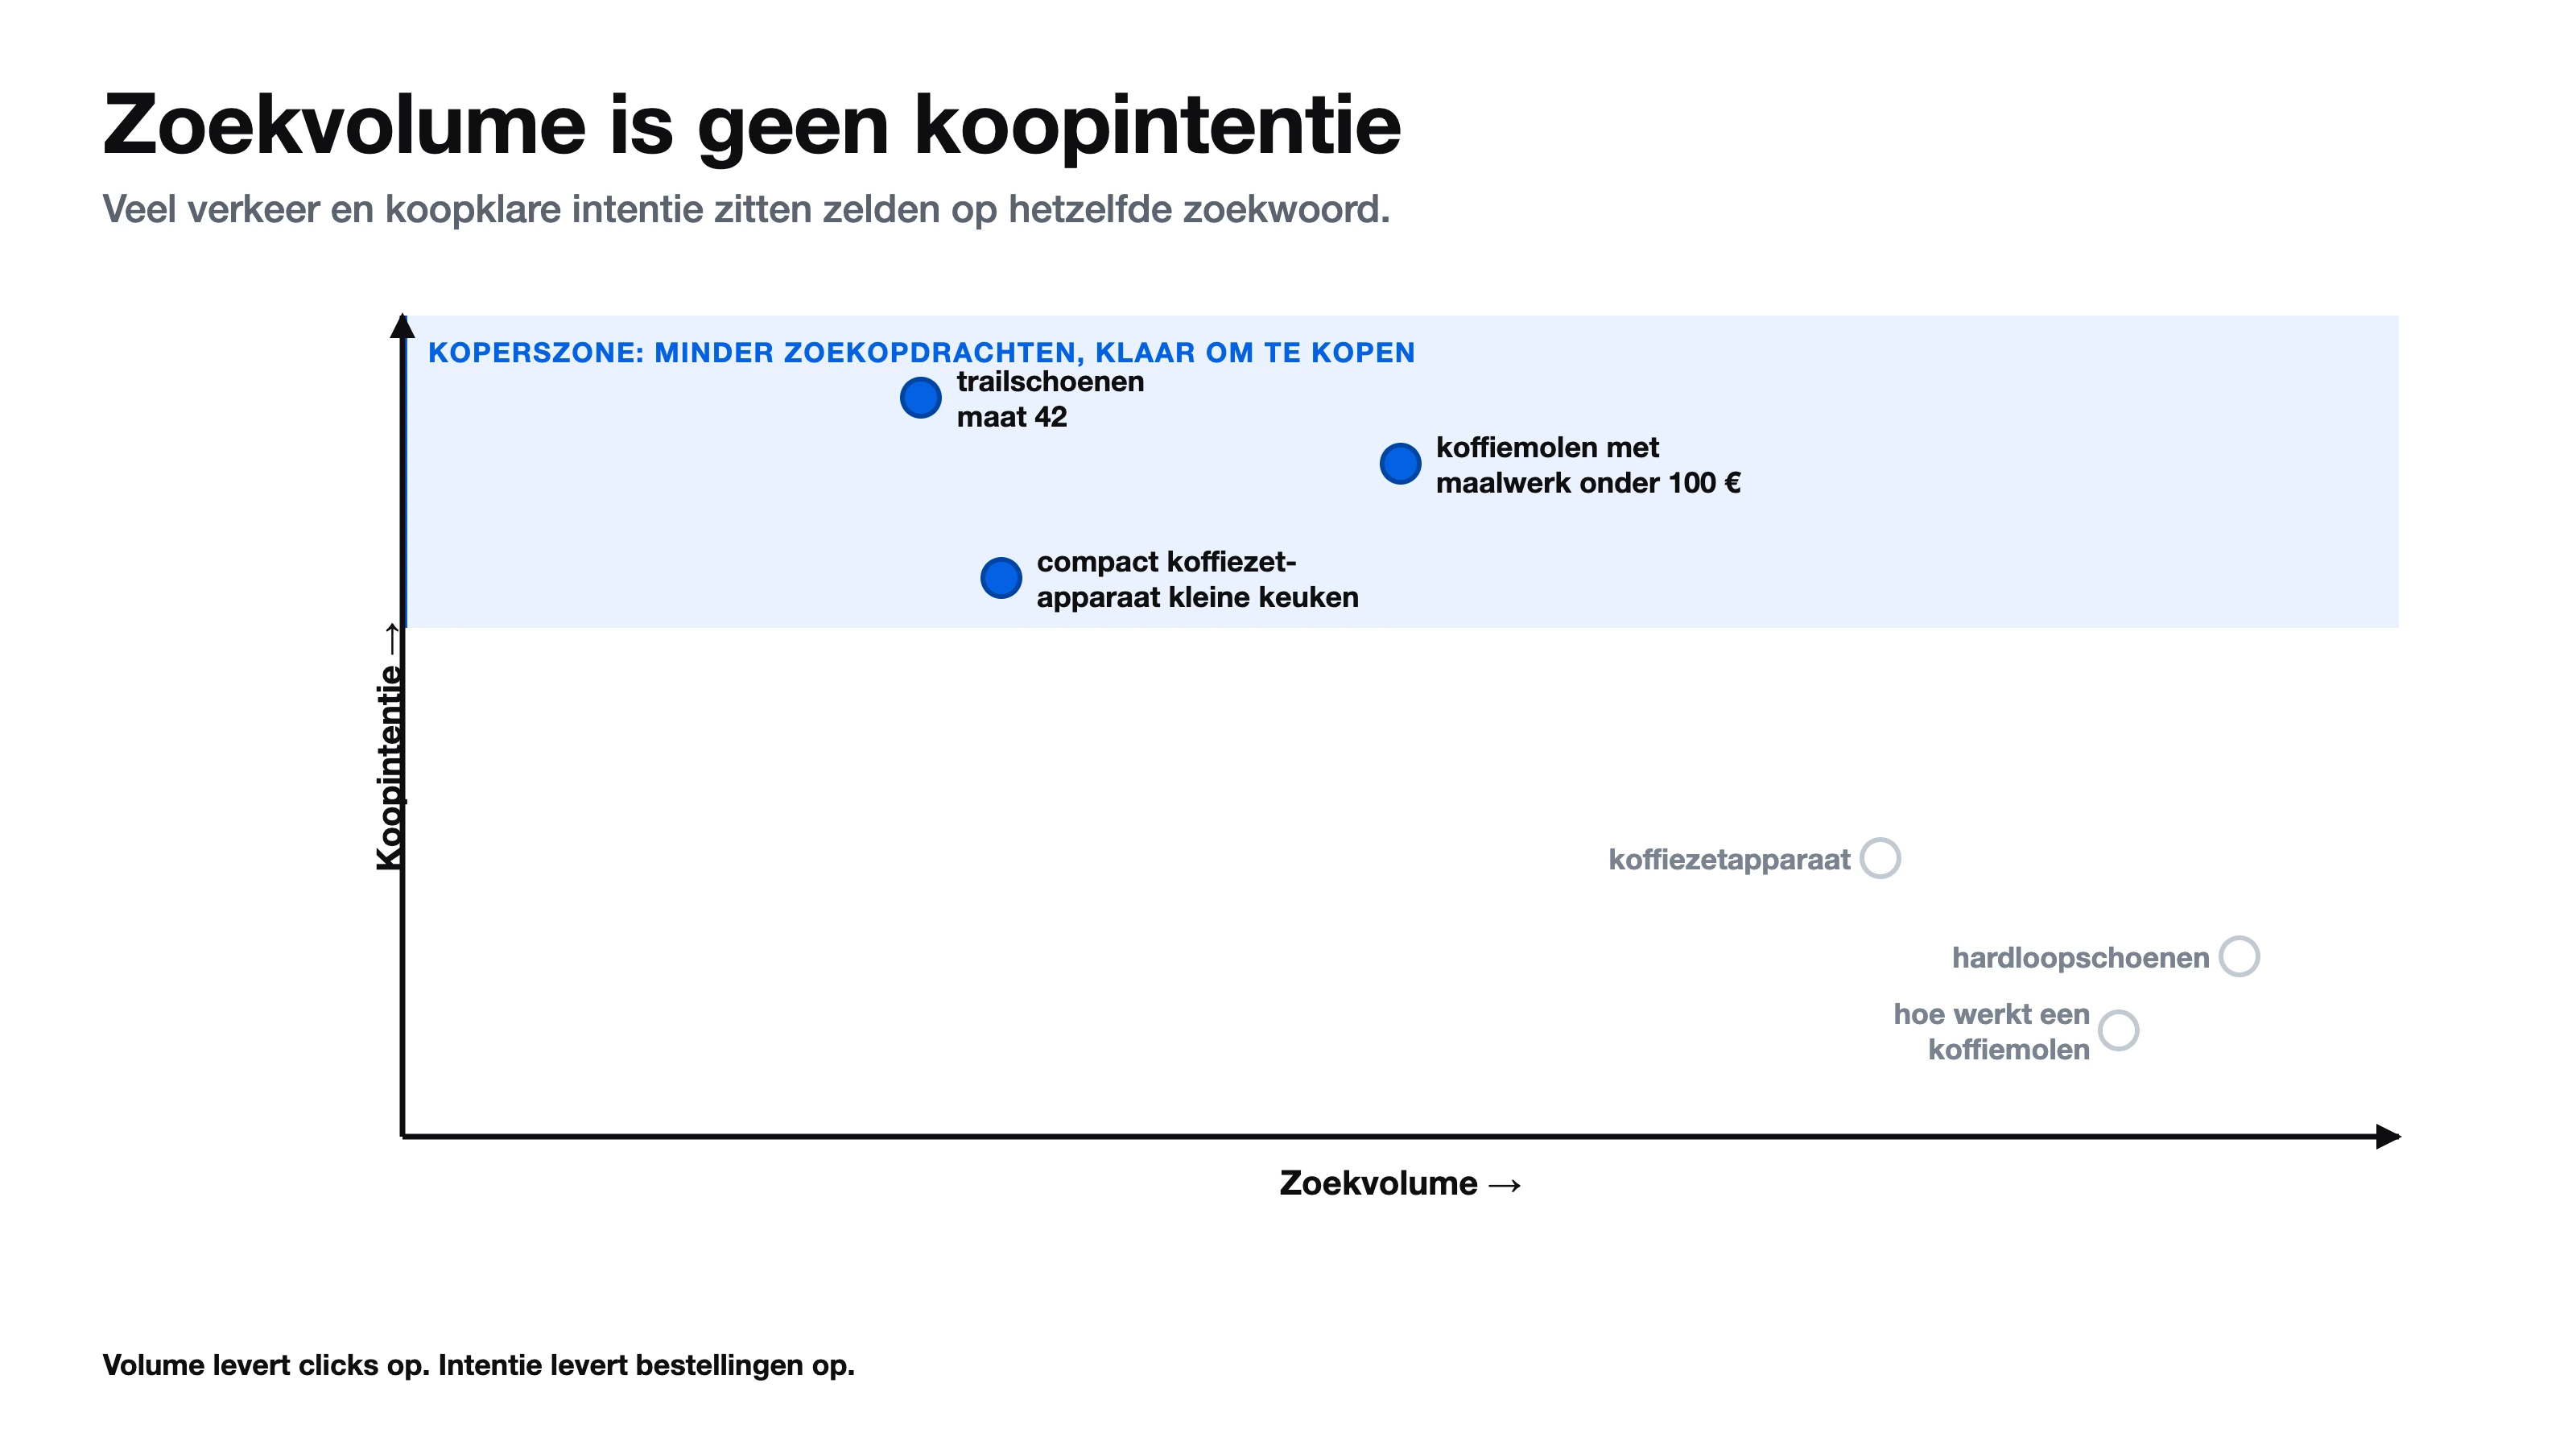 Zoekvolume is geen koopintentie
Veel verkeer en koopklare intentie zitten zelden op hetzelfde zoekwoord.
KOPERSZONE: MINDER ZOEKOPDRACHTEN, KLAAR OM TE KOPEN
trailschoenen
maat 42
koffiemolen met
maalwerk onder 100 €
compact koffiezet-
apparaat kleine keuken
Koopintentie →
koffiezetapparaat
hardloopschoenen
hoe werkt een
koffiemolen
Zoekvolume →
Volume levert clicks op. Intentie levert bestellingen op.